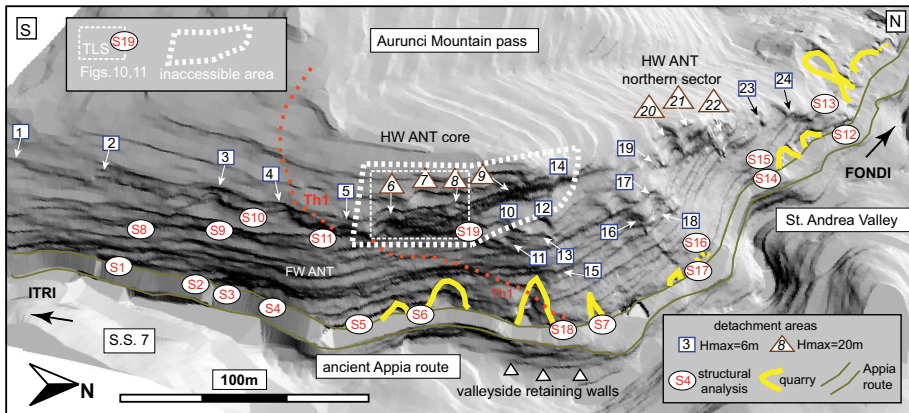 S
N
TLS S19
Figs.10,11 inaccessible area
Aurunci Mountain pass
HW ANT
northern sector
20 21 22 23 24
S13
S12
FONDI
HW ANT core
1
2
3
4
5
6 7 8 9 14
19
S15
S14
17
Th1
10 12
18
16
St. Andrea Valley
S8 S9 S10 S11 S19
11 13 15
S16
S17
FW ANT
S1
S2
S3
S4
Th1
S5 S6 S18 S7
ITRI
S.S. 7
ancient Appia route
N
100m
valleyside retaining walls
detachment areas
3 Hmax=6m 8 Hmax=20m
S4 structural analysis quarry Appia route